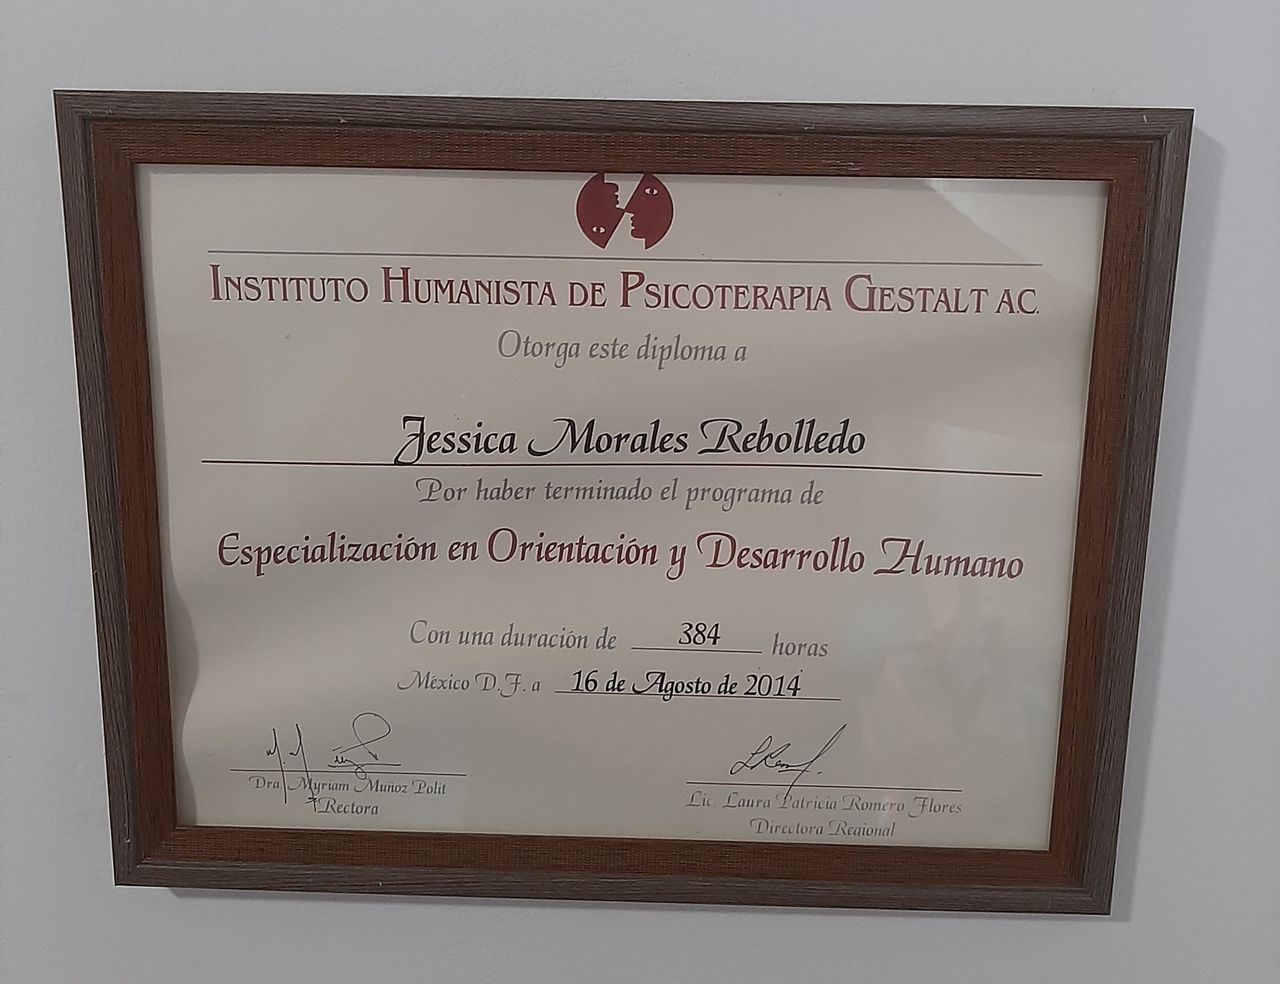 INSTITUTO HUMANISTA DE PSICOTERAPIA GESTALT A.C.
Otorga este diploma a
Jessica Morales Rebolledo
Por haber terminado el programa de
Especialización en Orientación y Desarrollo Humano
Con una duración de 384 horas
México D.F. a 16 de Agosto de 2014
Dra. Myriam Muñoz Polit
Rectora
Lic. Laura Patricia Romero Flores
Directora Regional